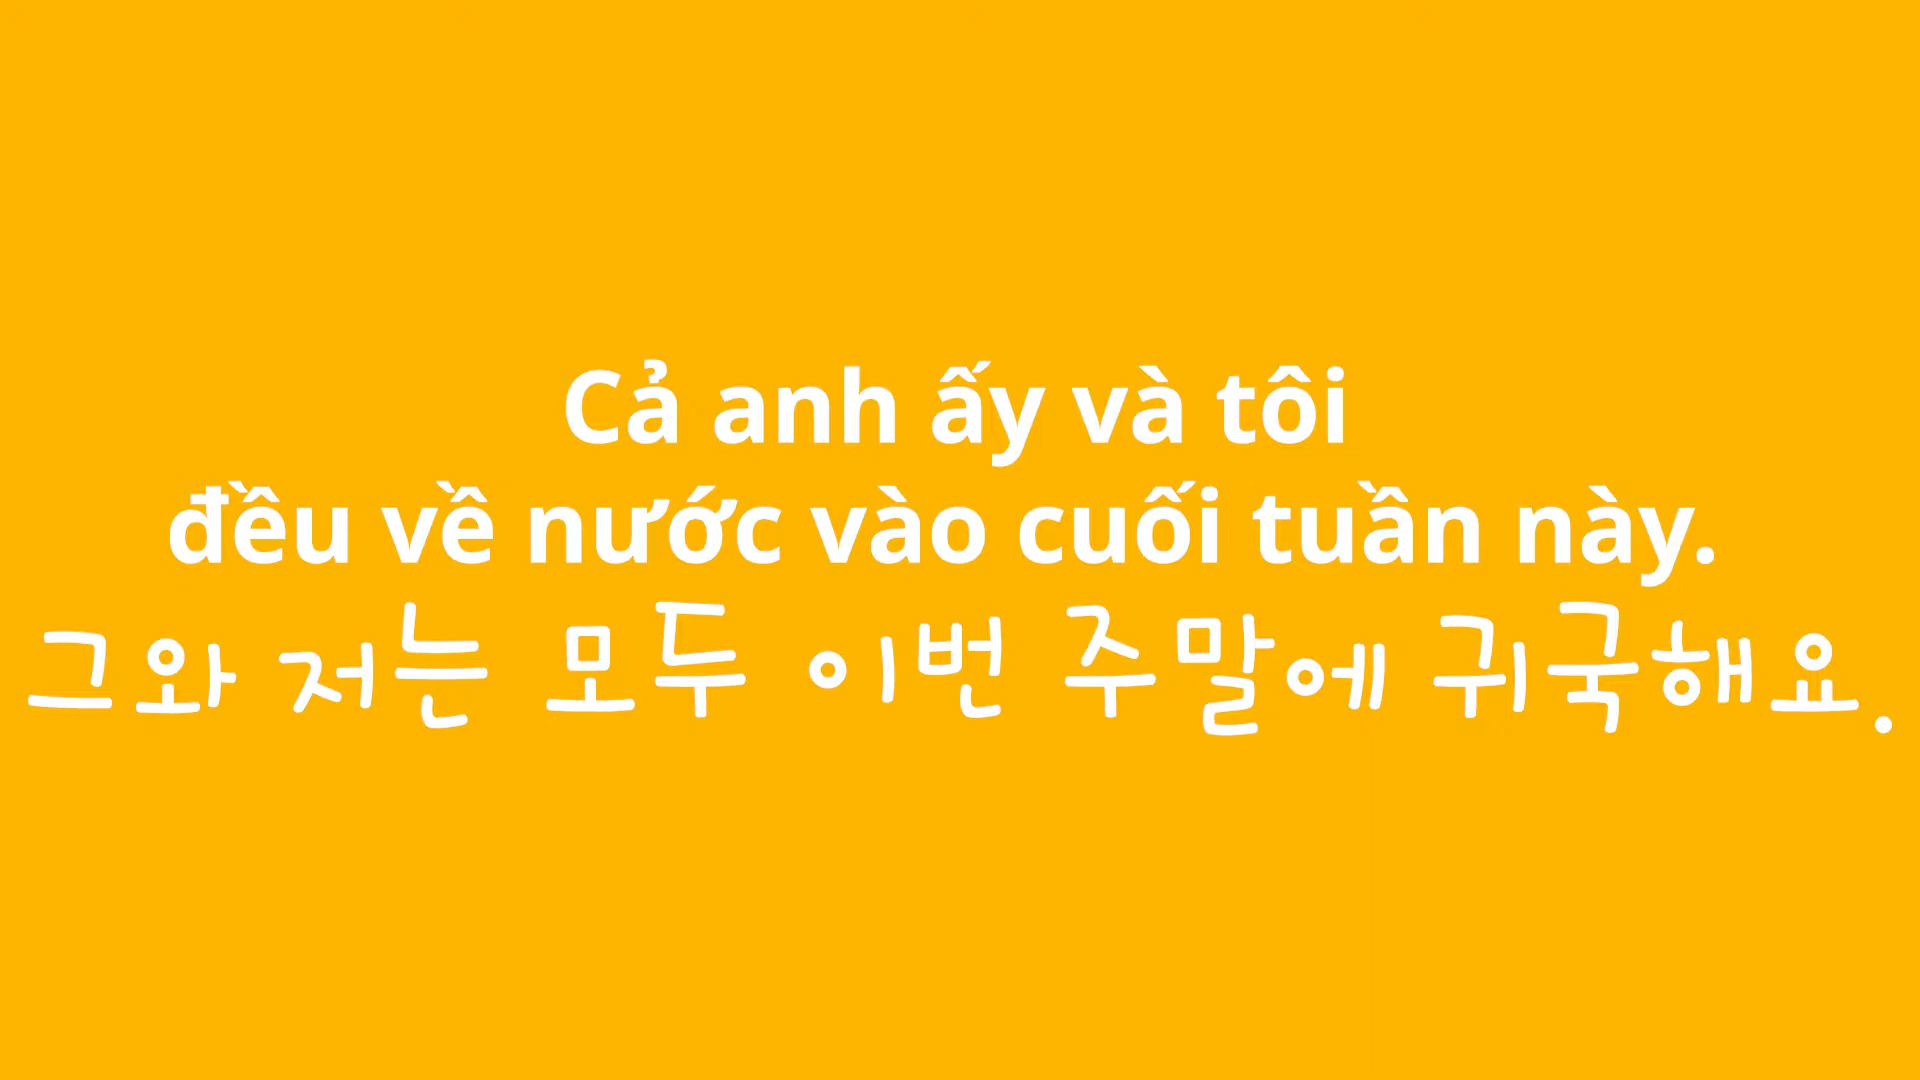 Cả anh ấy và tôi
đều về nước vào cuối tuần này.
그와 저는 모두 이번 주말에 귀국해요.